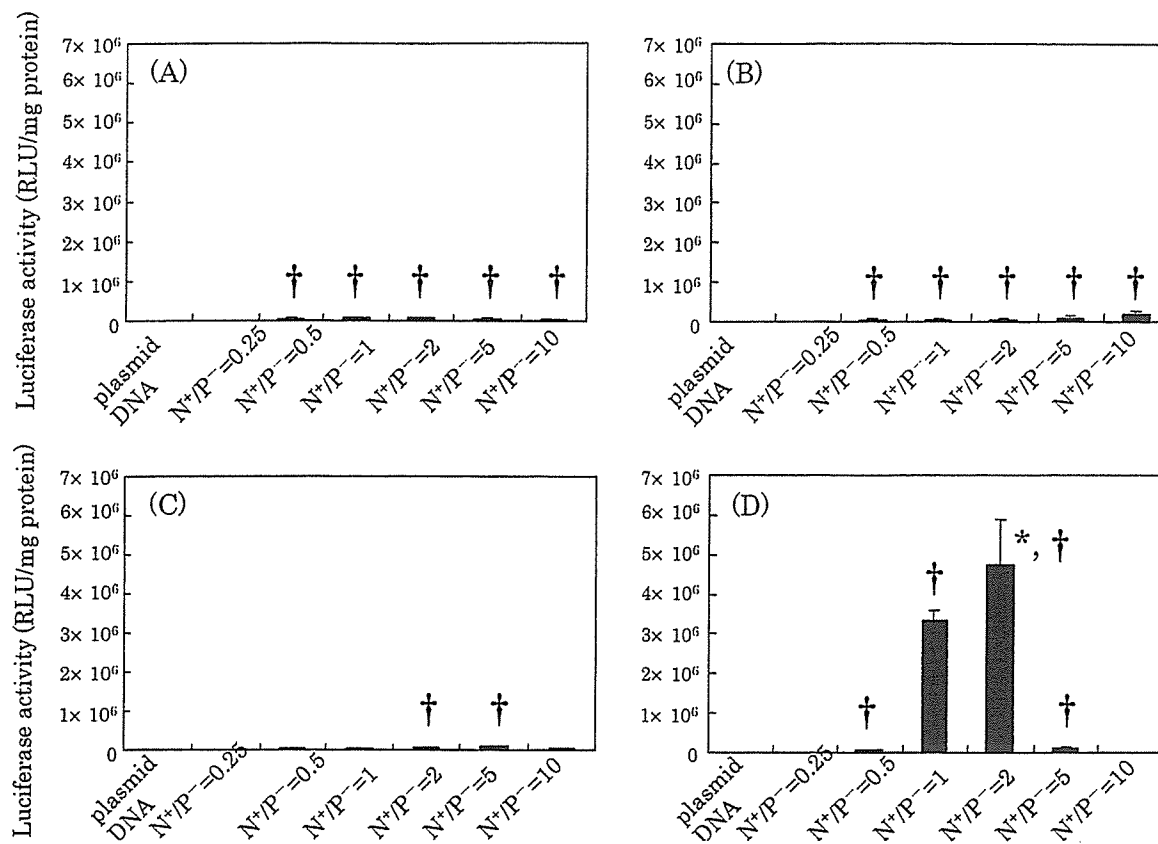 Luciferase activity (RLU/mg protein)
(A)
7× 10⁶
6× 10⁶
5× 10⁶
4× 10⁶
3× 10⁶
2× 10⁶
1× 10⁶
0
† † † † †
plasmid
DNA
N⁺/P⁻=0.25
N⁺/P⁻=0.5
N⁺/P⁻=1
N⁺/P⁻=2
N⁺/P⁻=5
N⁺/P⁻=10
(B)
7× 10⁶
6× 10⁶
5× 10⁶
4× 10⁶
3× 10⁶
2× 10⁶
1× 10⁶
0
† † † † †
plasmid
DNA
N⁺/P⁻=0.25
N⁺/P⁻=0.5
N⁺/P⁻=1
N⁺/P⁻=2
N⁺/P⁻=5
N⁺/P⁻=10
Luciferase activity (RLU/mg protein)
(C)
7× 10⁶
6× 10⁶
5× 10⁶
4× 10⁶
3× 10⁶
2× 10⁶
1× 10⁶
0
† †
plasmid
DNA
N⁺/P⁻=0.25
N⁺/P⁻=0.5
N⁺/P⁻=1
N⁺/P⁻=2
N⁺/P⁻=5
N⁺/P⁻=10
(D)
7× 10⁶
6× 10⁶
5× 10⁶
4× 10⁶
3× 10⁶
2× 10⁶
1× 10⁶
0
† † *, † †
plasmid
DNA
N⁺/P⁻=0.25
N⁺/P⁻=0.5
N⁺/P⁻=1
N⁺/P⁻=2
N⁺/P⁻=5
N⁺/P⁻=10